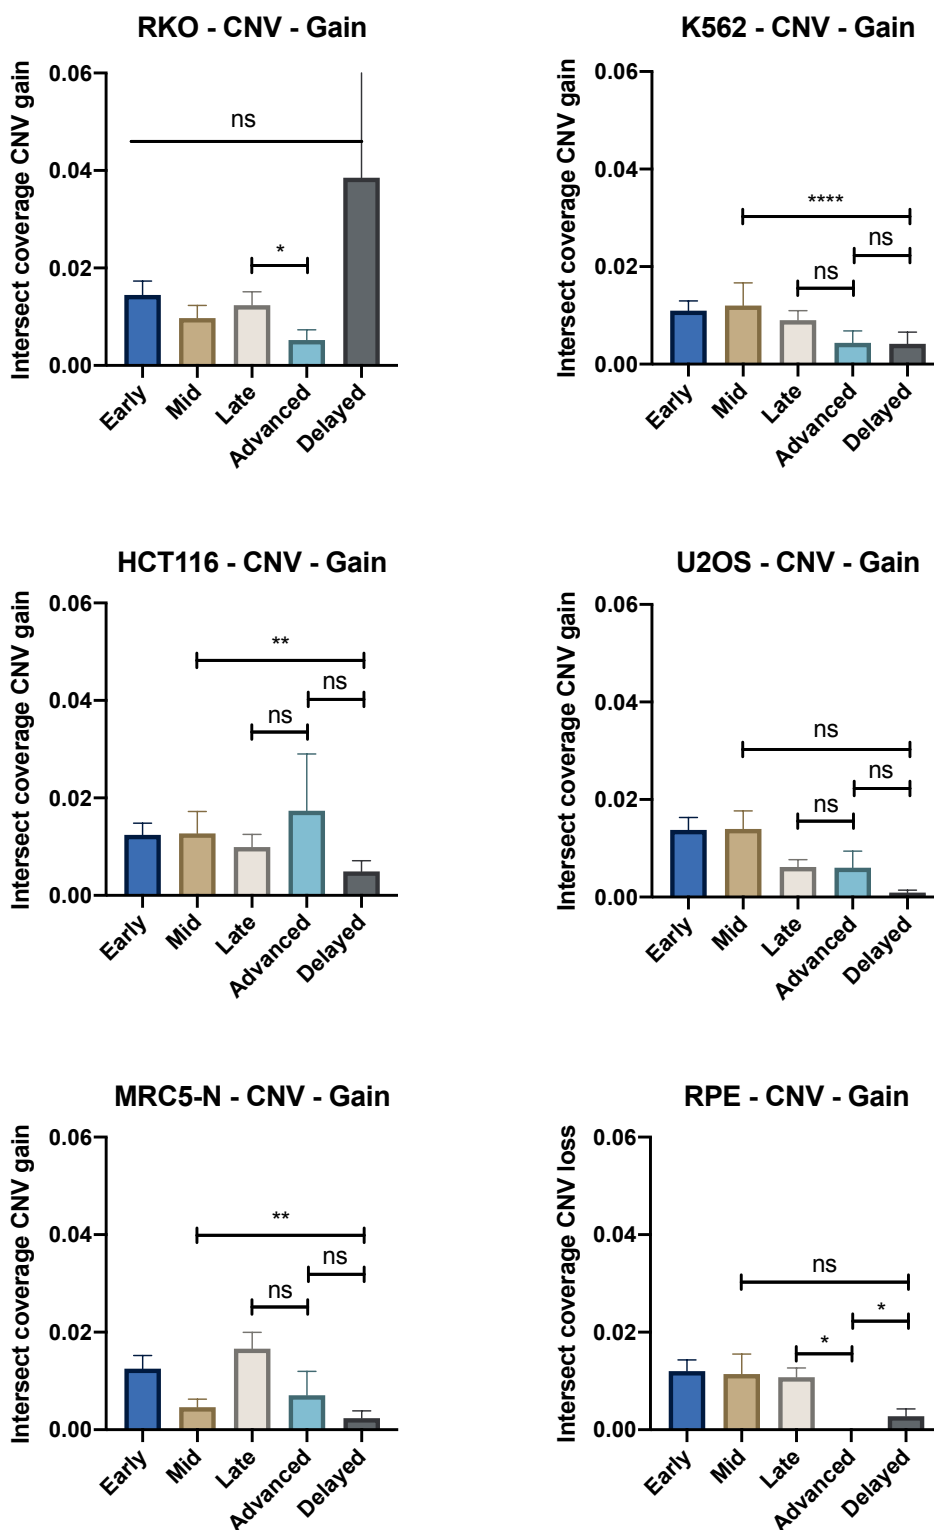 RKO - CNV - Gain
Intersect coverage CNV gain
0.06
0.04
0.02
0.00
ns
*
Early
Mid
Late
Advanced
Delayed
K562 - CNV - Gain
Intersect coverage CNV gain
0.06
0.04
0.02
0.00
****
ns
ns
Early
Mid
Late
Advanced
Delayed
HCT116 - CNV - Gain
Intersect coverage CNV gain
0.06
0.04
0.02
0.00
**
ns
ns
Early
Mid
Late
Advanced
Delayed
U2OS - CNV - Gain
Intersect coverage CNV gain
0.06
0.04
0.02
0.00
ns
ns
ns
Early
Mid
Late
Advanced
Delayed
MRC5-N - CNV - Gain
Intersect coverage CNV gain
0.06
0.04
0.02
0.00
**
ns
ns
Early
Mid
Late
Advanced
Delayed
RPE - CNV - Gain
Intersect coverage CNV loss
0.06
0.04
0.02
0.00
ns
*
*
Early
Mid
Late
Advanced
Delayed